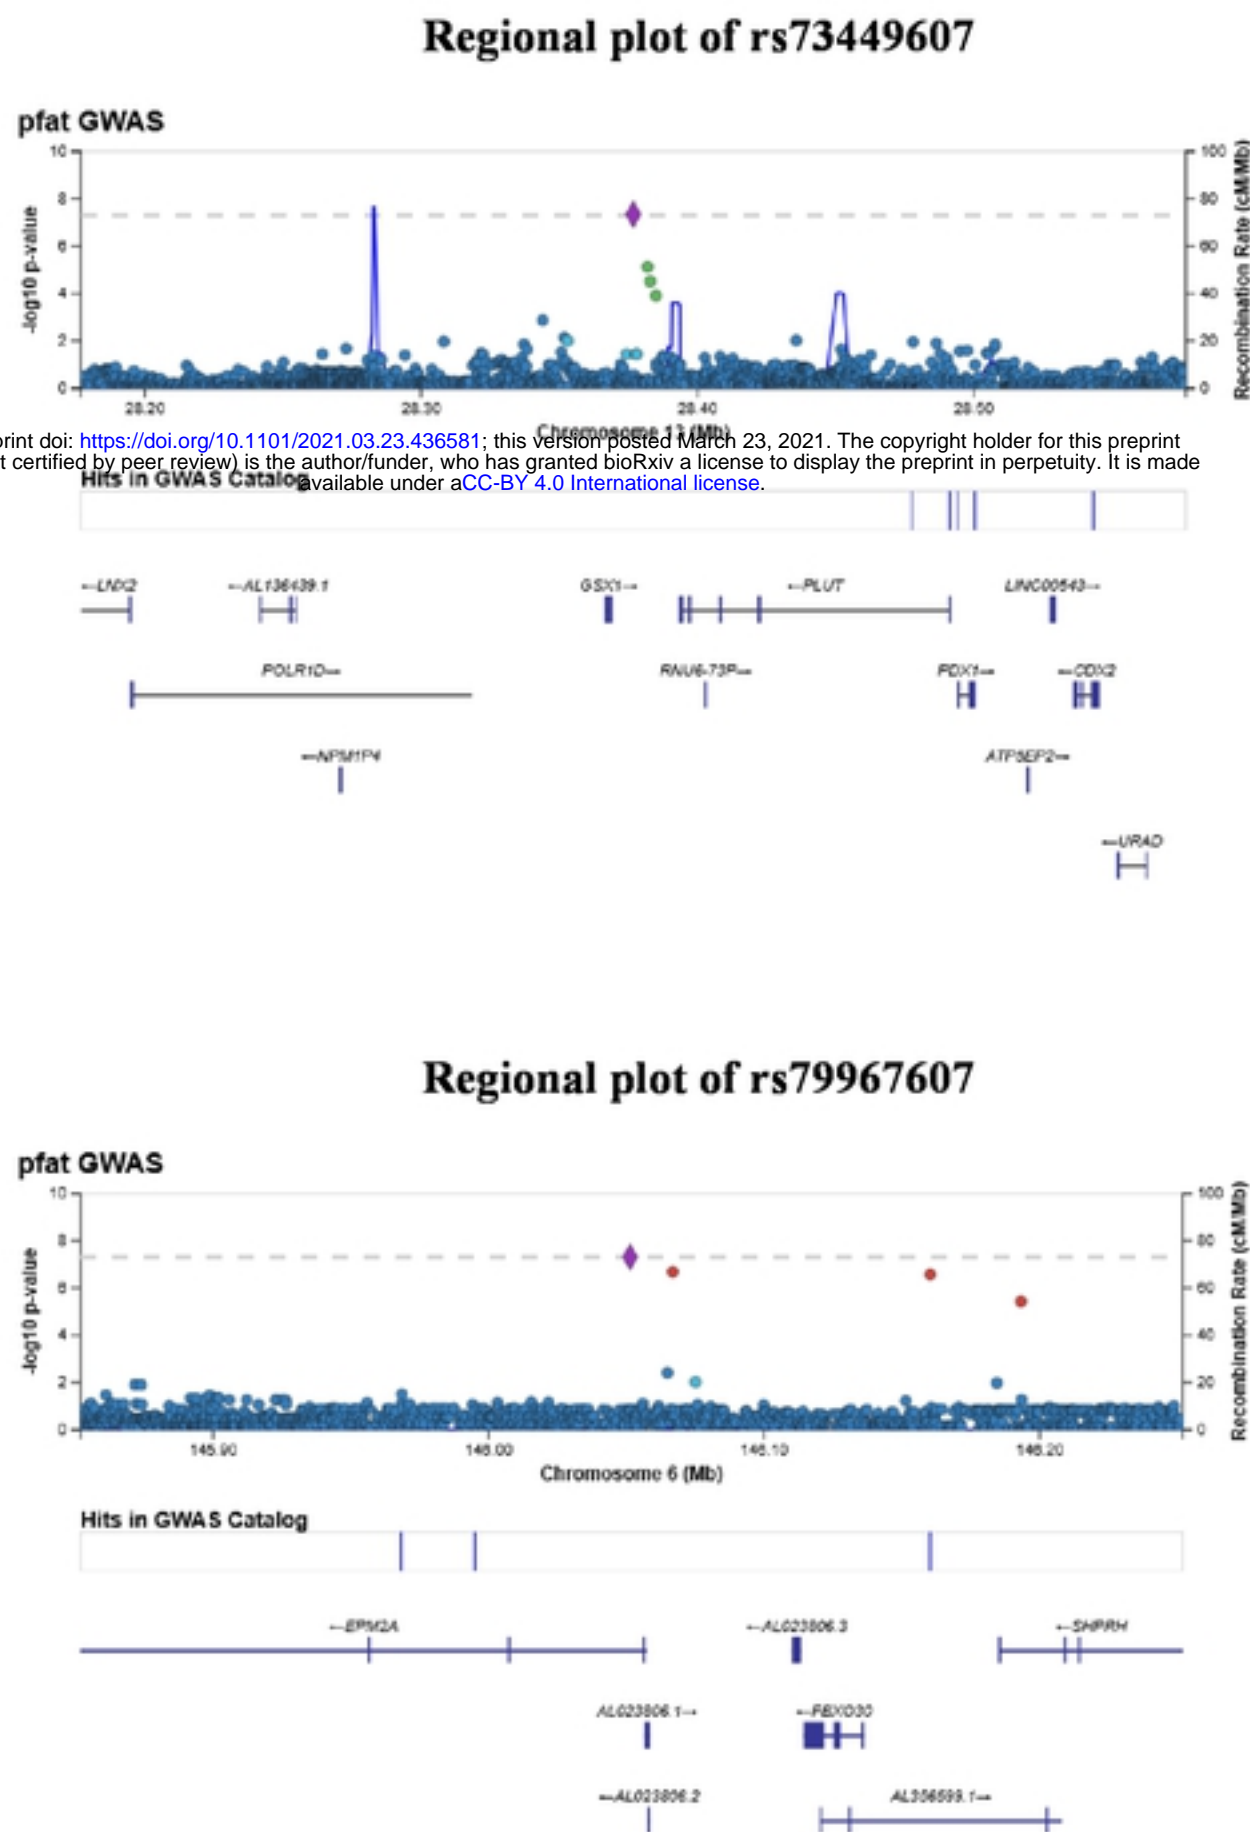 Regional plot of rs73449607
pfat GWAS
10 8 6 4 2 0
-log10 p-value
100 80 60 40 20 0
Recombination Rate (cM/Mb)
28.20 28.30 28.40 28.50
Chromosome 13 (Mb)
print doi: https://doi.org/10.1101/2021.03.23.436581; this version posted March 23, 2021. The copyright holder for this preprint
t certified by peer review) is the author/funder, who has granted bioRxiv a license to display the preprint in perpetuity. It is made
Hits in GWAS Catalog
available under aCC-BY 4.0 International license.
←LNX2 ←AL136439.1 GSX1→ ←PLUT LINC00543→
POLR1D→ RNU6-73P→ PDX1→ ←CDX2
←NPM1P4 ATP5EP2→
←URAD
Regional plot of rs79967607
pfat GWAS
10 8 6 4 2 0
-log10 p-value
100 80 60 40 20 0
Recombination Rate (cM/Mb)
145.90 146.00 146.10 146.20
Chromosome 6 (Mb)
Hits in GWAS Catalog
←EPM2A ←AL023806.3 ←SHPRH
AL023806.1→ ←FBXO30
←AL023806.2 AL356599.1→